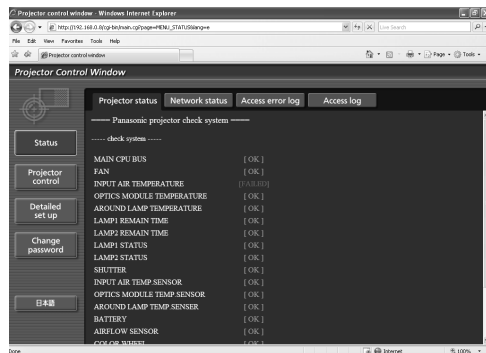 Projector control window - Windows Internet Explorer
http://192.168.0.8/cgi-bin/main.cgi?page=MENU_STATUS&lang=e
Live Search
File Edit View Favorites Tools Help
Projector control window
Page Tools
Projector Control Window
Projector status Network status Access error log Access log
Panasonic projector check system
----- check system -----
MAIN CPU BUS [ OK ]
FAN [ OK ]
INPUT AIR TEMPERATURE [FAILED]
OPTICS MODULE TEMPERATURE [ OK ]
AROUND LAMP TEMPERATURE [ OK ]
LAMP1 REMAIN TIME [ OK ]
LAMP2 REMAIN TIME [ OK ]
LAMP1 STATUS [ OK ]
LAMP2 STATUS [ OK ]
SHUTTER [ OK ]
INPUT AIR TEMP.SENSOR [ OK ]
OPTICS MODULE TEMP.SENSOR [ OK ]
AROUND LAMP TEMP.SENSER [ OK ]
BATTERY [ OK ]
AIRFLOW SENSOR [ OK ]
COLOR WHEEL [ OK ]
Status
Projector
control
Detailed
set up
Change
password
日本語
Done
Internet
100%